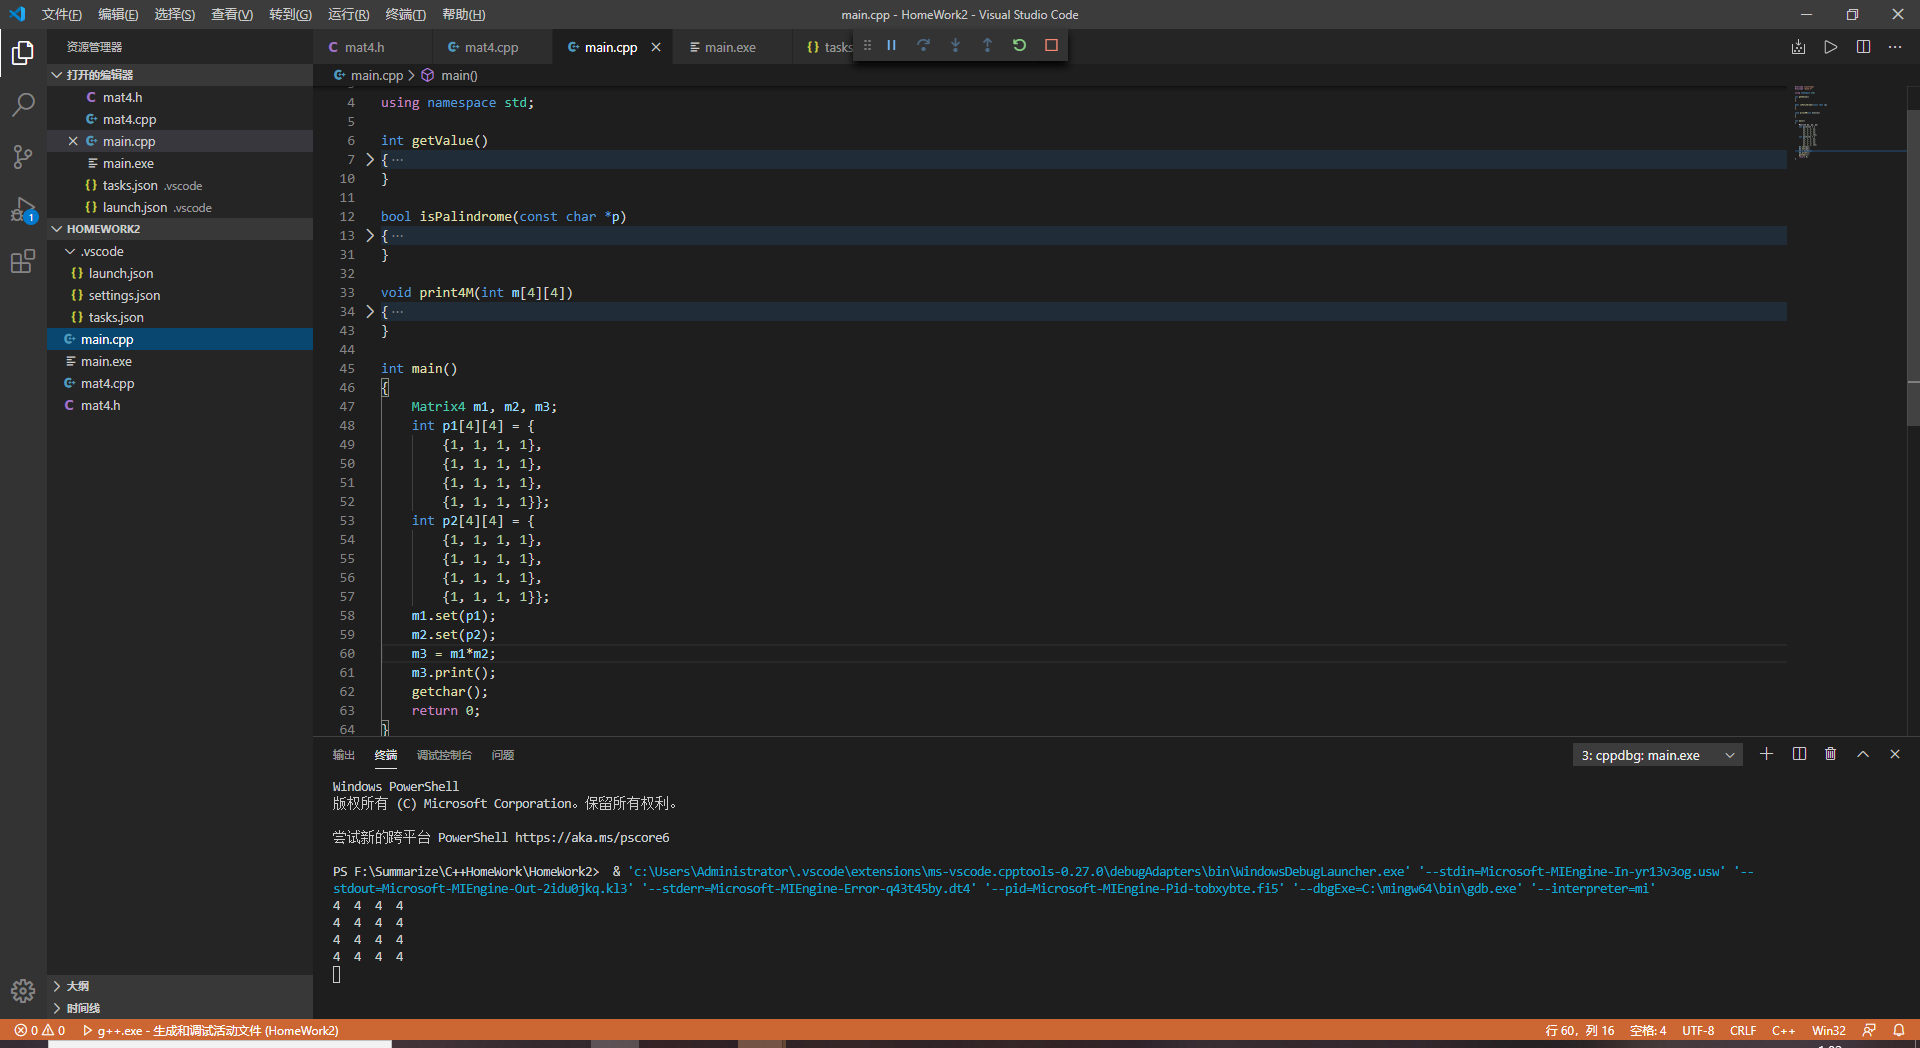 文件(F) 编辑(E) 选择(S) 查看(V) 转到(G) 运行(R) 终端(T) 帮助(H) main.cpp - HomeWork2 - Visual Studio Code
资源管理器
打开的编辑器
mat4.h
mat4.cpp
main.cpp
main.exe
tasks.json .vscode
launch.json .vscode
1
HOMEWORK2
.vscode
launch.json
settings.json
tasks.json
main.cpp
main.exe
mat4.cpp
mat4.h
大纲
时间线
mat4.h mat4.cpp main.cpp main.exe tasks
main.cpp > main()
4 using namespace std;
5
6 int getValue()
7 { ···
10 }
11
12 bool isPalindrome(const char *p)
13 { ···
31 }
32
33 void print4M(int m[4][4])
34 { ···
43 }
44
45 int main()
46 {
47 Matrix4 m1, m2, m3;
48 int p1[4][4] = {
49 {1, 1, 1, 1},
50 {1, 1, 1, 1},
51 {1, 1, 1, 1},
52 {1, 1, 1, 1}};
53 int p2[4][4] = {
54 {1, 1, 1, 1},
55 {1, 1, 1, 1},
56 {1, 1, 1, 1},
57 {1, 1, 1, 1}};
58 m1.set(p1);
59 m2.set(p2);
60 m3 = m1*m2;
61 m3.print();
62 getchar();
63 return 0;
64 }
输出 终端 调试控制台 问题 3: cppdbg: main.exe
Windows PowerShell
版权所有 (C) Microsoft Corporation。保留所有权利。
尝试新的跨平台 PowerShell https://aka.ms/pscore6
PS F:\Summarize\C++HomeWork\HomeWork2> & 'c:\Users\Administrator\.vscode\extensions\ms-vscode.cpptools-0.27.0\debugAdapters\bin\WindowsDebugLauncher.exe' '--stdin=Microsoft-MIEngine-In-yr13v3og.usw' '--
stdout=Microsoft-MIEngine-Out-2idu0jkq.kl3' '--stderr=Microsoft-MIEngine-Error-q43t45by.dt4' '--pid=Microsoft-MIEngine-Pid-tobxybte.fi5' '--dbgExe=C:\mingw64\bin\gdb.exe' '--interpreter=mi'
4 4 4 4
4 4 4 4
4 4 4 4
4 4 4 4
0 0 g++.exe - 生成和调试活动文件 (HomeWork2) 行 60，列 16 空格: 4 UTF-8 CRLF C++ Win32